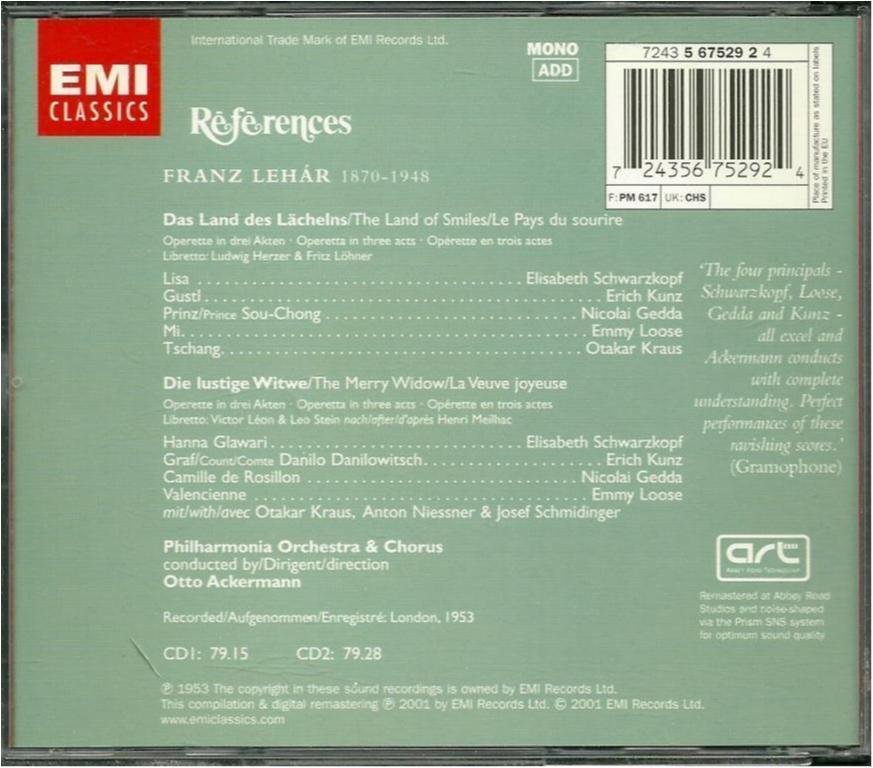 International Trade Mark of EMI Records Ltd.
EMI
CLASSICS
MONO
ADD
7243 5 67529 2 4
7 24356 75292 4
F: PM 617 UK: CHS
Place of manufacture as stated on labels
Printed in the EU
Références
FRANZ LEHÁR 1870-1948
Das Land des Lächelns/The Land of Smiles/Le Pays du sourire
Operette in drei Akten · Operetta in three acts · Opérette en trois actes
Libretto: Ludwig Herzer & Fritz Löhner
Lisa . . . . . . . . . . . . . . . . . . . . Elisabeth Schwarzkopf
Gustl . . . . . . . . . . . . . . . . . . . . Erich Kunz
Prinz/Prince Sou-Chong . . . . . . . . . . . . . . . . . . . . Nicolai Gedda
Mi. . . . . . . . . . . . . . . . . . . . . Emmy Loose
Tschang. . . . . . . . . . . . . . . . . . . . . Otakar Kraus
Die lustige Witwe/The Merry Widow/La Veuve joyeuse
Operette in drei Akten · Operetta in three acts · Opérette en trois actes
Libretto: Victor Léon & Leo Stein nach/after/d'après Henri Meilhac
Hanna Glawari . . . . . . . . . . . . . . . . . . . . Elisabeth Schwarzkopf
Graf/Count/Comte Danilo Danilowitsch. . . . . . . . . . . . . . . . . Erich Kunz
Camille de Rosillon . . . . . . . . . . . . . . . . . . . . Nicolai Gedda
Valencienne . . . . . . . . . . . . . . . . . . . . Emmy Loose
mit/with/avec Otakar Kraus, Anton Niessner & Josef Schmidinger
Philharmonia Orchestra & Chorus
conducted by/Dirigent/direction
Otto Ackermann
Recorded/Aufgenommen/Enregistré: London, 1953
CD1: 79.15 CD2: 79.28
℗ 1953 The copyright in these sound recordings is owned by EMI Records Ltd.
This compilation & digital remastering ℗ 2001 by EMI Records Ltd. © 2001 EMI Records Ltd.
www.emiclassics.com
'The four principals -
Schwarzkopf, Loose,
Gedda and Kunz -
all excel and
Ackermann conducts
with complete
understanding. Perfect
performances of these
ravishing scores.'
(Gramophone)
art
ABBEY ROAD TECHNOLOGY
Remastered at Abbey Road
Studios and noise-shaped
via the Prism SNS system
for optimum sound quality